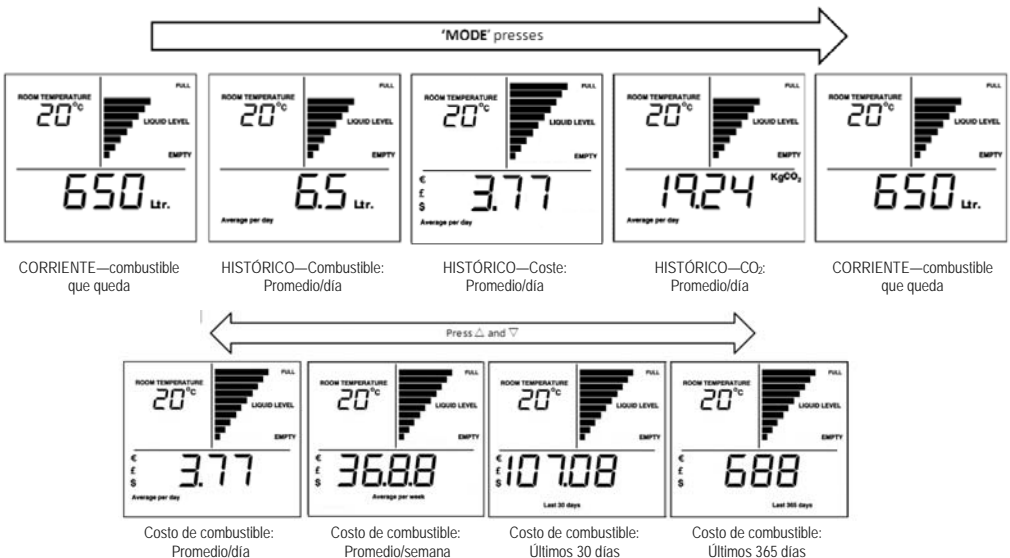 'MODE' presses
FULL
ROOM TEMPERATURE
20°C
LIQUID LEVEL
EMPTY
650 Ltr.
CORRIENTE—combustible
que queda
FULL
ROOM TEMPERATURE
20°C
LIQUID LEVEL
EMPTY
6.5 Ltr.
Average per day
HISTÓRICO—Combustible:
Promedio/día
FULL
ROOM TEMPERATURE
20°C
LIQUID LEVEL
EMPTY
€
£
$
3.77
Average per day
HISTÓRICO—Coste:
Promedio/día
FULL
ROOM TEMPERATURE
20°C
LIQUID LEVEL
EMPTY
19.24 KgCO₂
Average per day
HISTÓRICO—CO₂:
Promedio/día
FULL
ROOM TEMPERATURE
20°C
LIQUID LEVEL
EMPTY
650 Ltr.
CORRIENTE—combustible
que queda
Press △ and ▽
FULL
ROOM TEMPERATURE
20°C
LIQUID LEVEL
EMPTY
€
£
$
3.77
Average per day
Costo de combustible:
Promedio/día
FULL
ROOM TEMPERATURE
20°C
LIQUID LEVEL
EMPTY
€
£
$
36.8.8
Average per week
Costo de combustible:
Promedio/semana
FULL
ROOM TEMPERATURE
20°C
LIQUID LEVEL
EMPTY
€
£
$
107.08
Last 30 days
Costo de combustible:
Últimos 30 días
FULL
ROOM TEMPERATURE
20°C
LIQUID LEVEL
EMPTY
€
£
$
688
Last 365 days
Costo de combustible:
Últimos 365 días